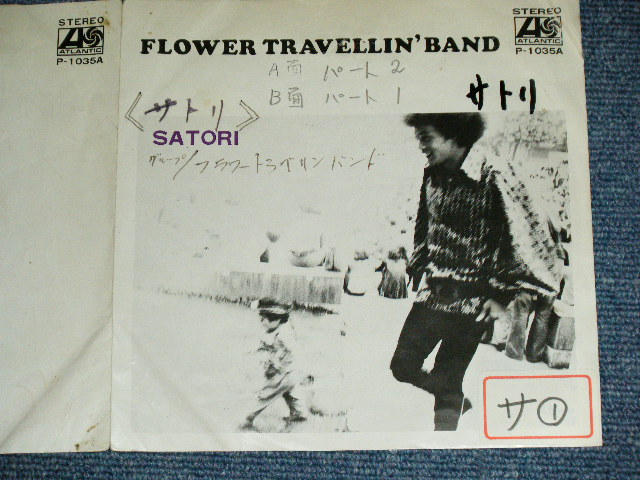 STEREO
ATLANTIC
P-1035A
STEREO
ATLANTIC
P-1035A
FLOWER TRAVELLIN' BAND
A面 パート2
B面 パート1
サトリ
《サトリ》
SATORI
グループ/フラワートラベリンバンド
サ①